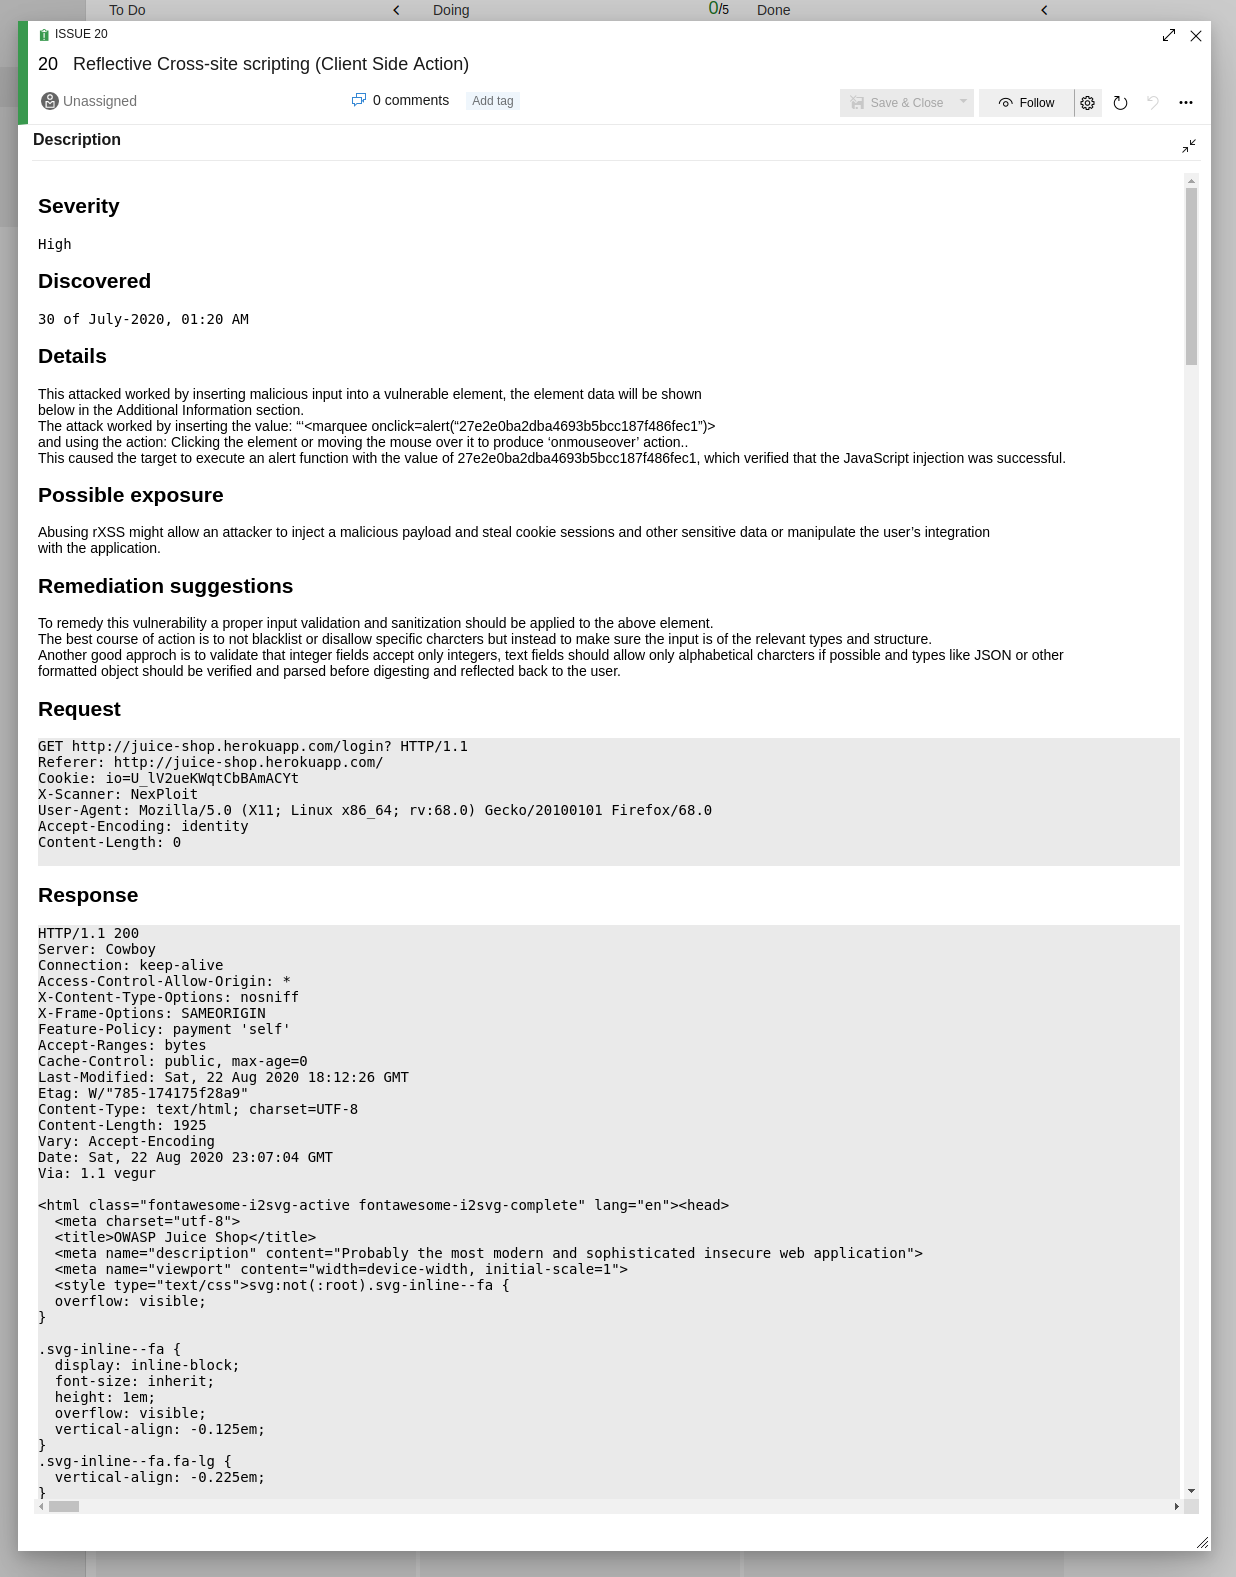 To Do
Doing
0/5
Done
ISSUE 20
20 Reflective Cross-site scripting (Client Side Action)
Unassigned
0 comments
Add tag
Save & Close
Follow
Description
Severity
High
Discovered
30 of July-2020, 01:20 AM
Details
This attacked worked by inserting malicious input into a vulnerable element, the element data will be shown
below in the Additional Information section.
The attack worked by inserting the value: “‘<marquee onclick=alert(“27e2e0ba2dba4693b5bcc187f486fec1”)>
and using the action: Clicking the element or moving the mouse over it to produce ‘onmouseover’ action..
This caused the target to execute an alert function with the value of 27e2e0ba2dba4693b5bcc187f486fec1, which verified that the JavaScript injection was successful.
Possible exposure
Abusing rXSS might allow an attacker to inject a malicious payload and steal cookie sessions and other sensitive data or manipulate the user’s integration
with the application.
Remediation suggestions
To remedy this vulnerability a proper input validation and sanitization should be applied to the above element.
The best course of action is to not blacklist or disallow specific charcters but instead to make sure the input is of the relevant types and structure.
Another good approch is to validate that integer fields accept only integers, text fields should allow only alphabetical charcters if possible and types like JSON or other
formatted object should be verified and parsed before digesting and reflected back to the user.
Request
GET http://juice-shop.herokuapp.com/login? HTTP/1.1
Referer: http://juice-shop.herokuapp.com/
Cookie: io=U_lV2ueKWqtCbBAmACYt
X-Scanner: NexPloit
User-Agent: Mozilla/5.0 (X11; Linux x86_64; rv:68.0) Gecko/20100101 Firefox/68.0
Accept-Encoding: identity
Content-Length: 0
Response
HTTP/1.1 200
Server: Cowboy
Connection: keep-alive
Access-Control-Allow-Origin: *
X-Content-Type-Options: nosniff
X-Frame-Options: SAMEORIGIN
Feature-Policy: payment 'self'
Accept-Ranges: bytes
Cache-Control: public, max-age=0
Last-Modified: Sat, 22 Aug 2020 18:12:26 GMT
Etag: W/"785-174175f28a9"
Content-Type: text/html; charset=UTF-8
Content-Length: 1925
Vary: Accept-Encoding
Date: Sat, 22 Aug 2020 23:07:04 GMT
Via: 1.1 vegur
<html class="fontawesome-i2svg-active fontawesome-i2svg-complete" lang="en"><head>
<meta charset="utf-8">
<title>OWASP Juice Shop</title>
<meta name="description" content="Probably the most modern and sophisticated insecure web application">
<meta name="viewport" content="width=device-width, initial-scale=1">
<style type="text/css">svg:not(:root).svg-inline--fa {
overflow: visible;
}
.svg-inline--fa {
display: inline-block;
font-size: inherit;
height: 1em;
overflow: visible;
vertical-align: -0.125em;
}
.svg-inline--fa.fa-lg {
vertical-align: -0.225em;
}